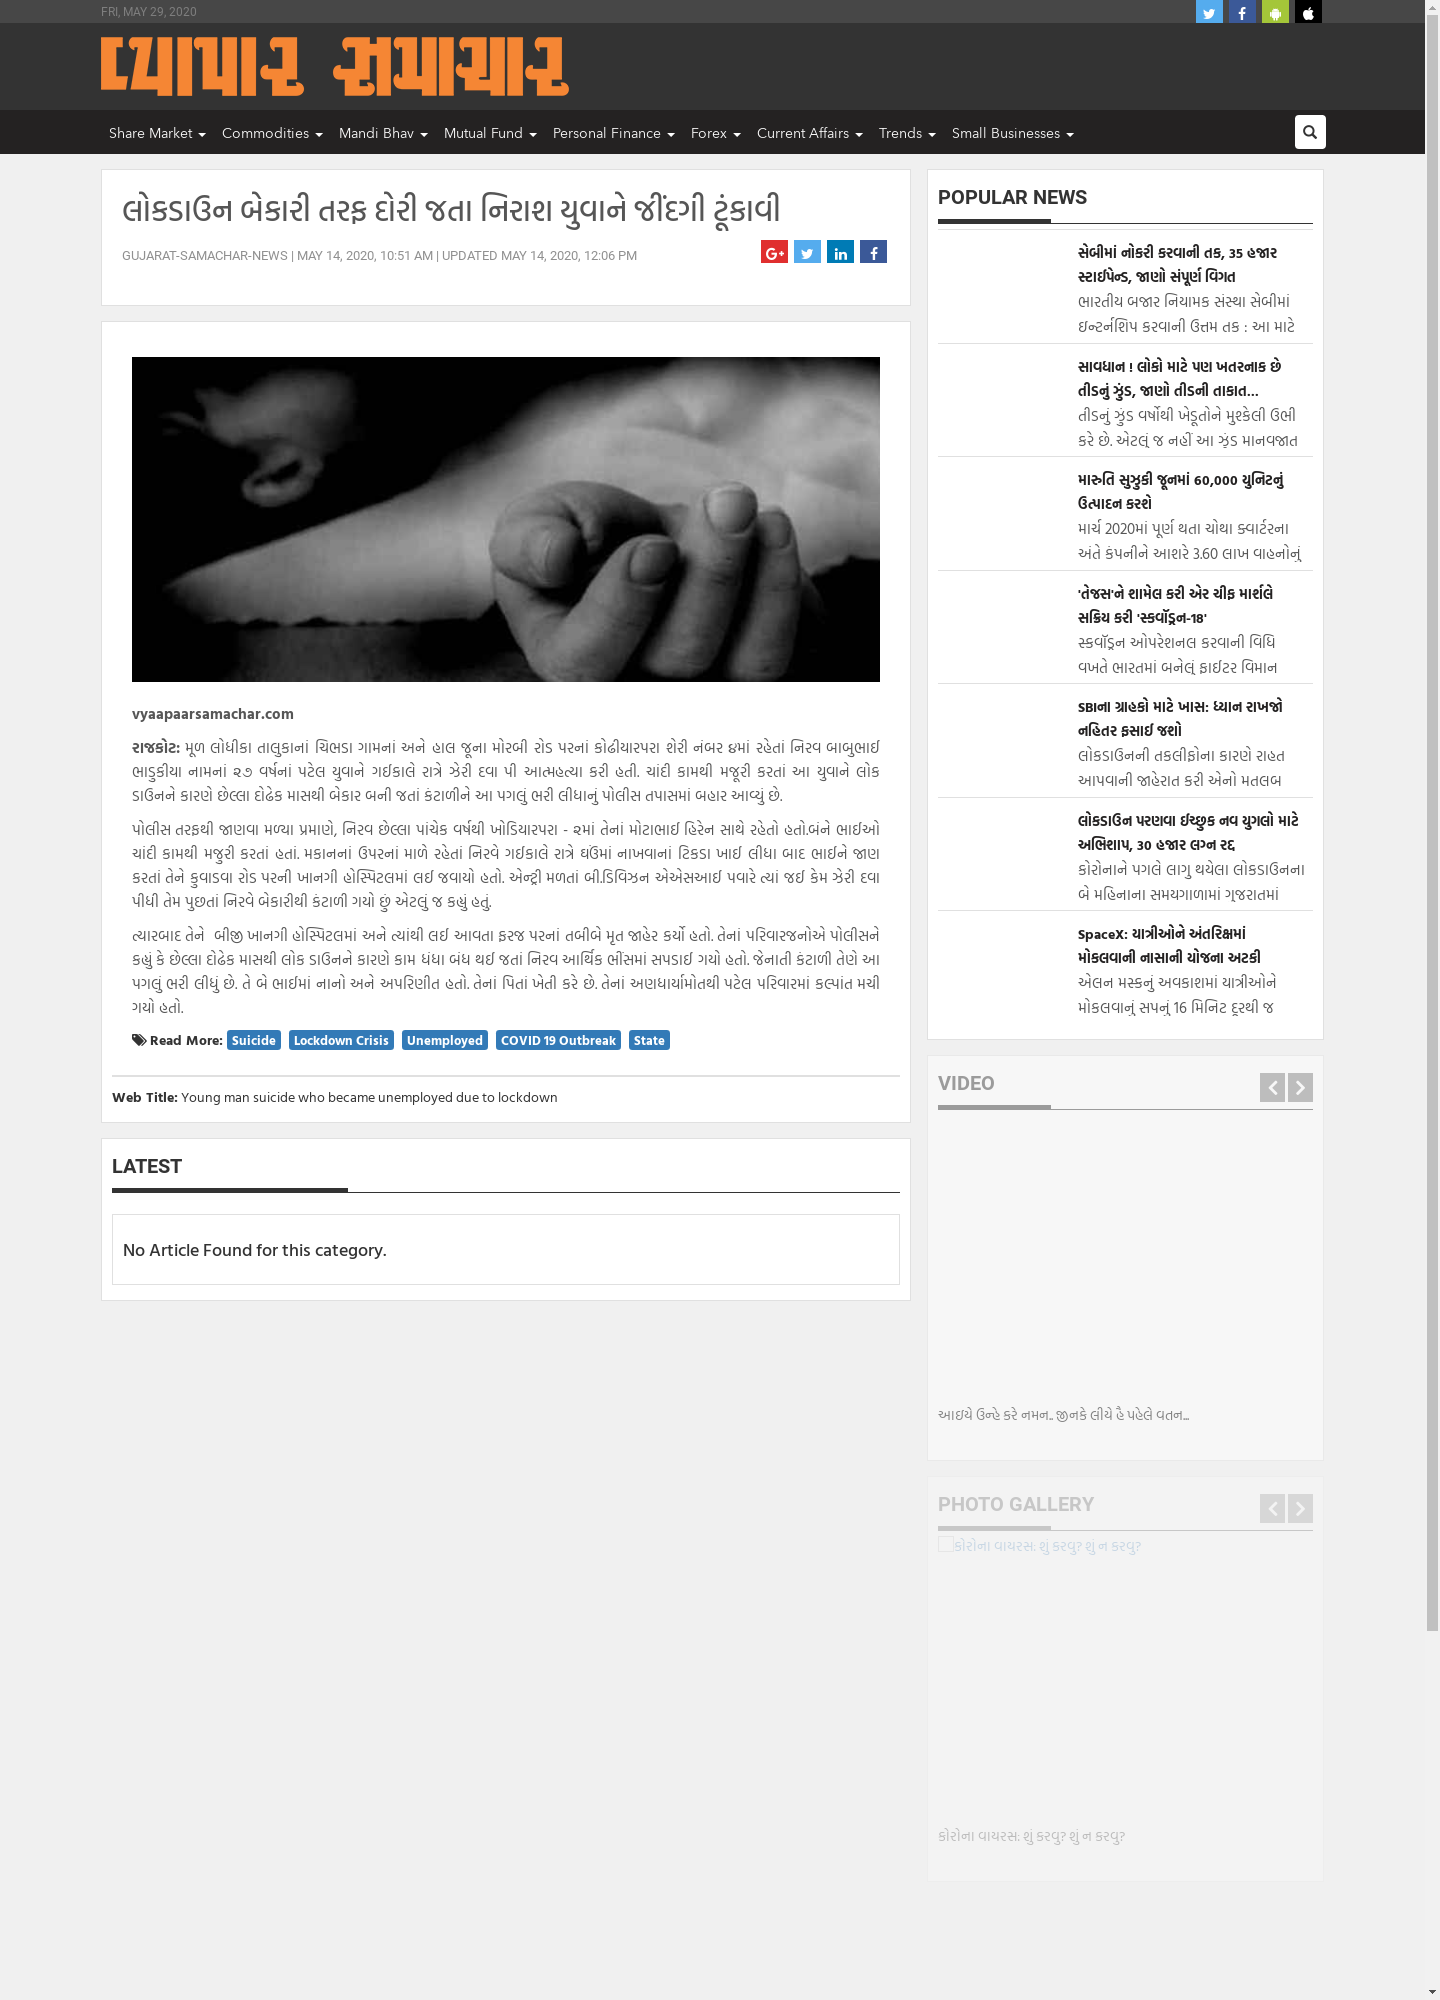 FRI, MAY 29, 2020
વ્યાપાર સમાચાર
Share Market Commodities Mandi Bhav Mutual Fund Personal Finance Forex Current Affairs Trends Small Businesses
લોકડાઉન બેકારી તરફ દોરી જતા નિરાશ યુવાને જીંદગી ટૂંકાવી
GUJARAT-SAMACHAR-NEWS | MAY 14, 2020, 10:51 AM | UPDATED MAY 14, 2020, 12:06 PM
vyaapaarsamachar.com
રાજકોટ: મૂળ લોધીકા તાલુકાનાં ચિભડા ગામનાં અને હાલ જૂના મોરબી રોડ પરનાં કોઢીયારપરા શેરી નંબર ૪માં રહેતાં નિરવ બાબુભાઈ
ભાડુકીયા નામનાં ૨૭ વર્ષનાં પટેલ યુવાને ગઈકાલે રાત્રે ઝેરી દવા પી આત્મહત્યા કરી હતી. ચાંદી કામથી મજૂરી કરતાં આ યુવાને લોક
ડાઉનને કારણે છેલ્લા દોઢેક માસથી બેકાર બની જતાં કંટાળીને આ પગલું ભરી લીધાનું પોલીસ તપાસમાં બહાર આવ્યું છે.
પોલીસ તરફથી જાણવા મળ્યા પ્રમાણે, નિરવ છેલ્લા પાંચેક વર્ષથી ખોડિયારપરા - ૨માં તેનાં મોટાભાઈ હિરેન સાથે રહેતો હતો.બંને ભાઈઓ
ચાંદી કામથી મજુરી કરતાં હતાં. મકાનનાં ઉપરનાં માળે રહેતાં નિરવે ગઈકાલે રાત્રે ઘઉંમાં નાખવાનાં ટિકડા ખાઈ લીધા બાદ ભાઈને જાણ
કરતાં તેને કુવાડવા રોડ પરની ખાનગી હોસ્પિટલમાં લઈ જવાયો હતો. એન્ટ્રી મળતાં બી.ડિવિઝન એએસઆઈ પવારે ત્યાં જઈ કેમ ઝેરી દવા
પીધી તેમ પુછતાં નિરવે બેકારીથી કંટાળી ગયો છું એટલું જ કહ્યું હતું.
ત્યારબાદ તેને બીજી ખાનગી હોસ્પિટલમાં અને ત્યાંથી લઈ આવતા ફરજ પરનાં તબીબે મૃત જાહેર કર્યો હતો. તેનાં પરિવારજનોએ પોલીસને
કહ્યું કે છેલ્લા દોઢેક માસથી લોક ડાઉનને કારણે કામ ધંધા બંધ થઈ જતાં નિરવ આર્થિક ભીંસમાં સપડાઈ ગયો હતો. જેનાતી કંટાળી તેણે આ
પગલું ભરી લીધું છે. તે બે ભાઈમાં નાનો અને અપરિણીત હતો. તેનાં પિતાં ખેતી કરે છે. તેનાં અણધાર્યામોતથી પટેલ પરિવારમાં કલ્પાંત મચી
ગયો હતો.
Read More: Suicide Lockdown Crisis Unemployed COVID 19 Outbreak State
Web Title: Young man suicide who became unemployed due to lockdown
LATEST
No Article Found for this category.
POPULAR NEWS
સેબીમાં નોકરી કરવાની તક, 35 હજાર
સ્ટાઈપેન્ડ, જાણો સંપૂર્ણ વિગત
ભારતીય બજાર નિયામક સંસ્થા સેબીમાં
ઇન્ટર્નશિપ કરવાની ઉત્તમ તક : આ માટે
સાવધાન ! લોકો માટે પણ ખતરનાક છે
તીડનું ઝુંડ, જાણો તીડની તાકાત...
તીડનું ઝુંડ વર્ષોથી ખેડૂતોને મુશ્કેલી ઉભી
કરે છે. એટલું જ નહીં આ ઝુંડ માનવજાત
મારુતિ સુઝુકી જૂનમાં 60,000 યુનિટનું
ઉત્પાદન કરશે
માર્ચ 2020માં પૂર્ણ થતા ચોથા ક્વાર્ટરના
અંતે કંપનીને આશરે 3.60 લાખ વાહનોનું
'તેજસ'ને શામેલ કરી એર ચીફ માર્શલે
સક્રિય કરી 'સ્કવૉડ્રન-18'
સ્કવૉડ્રન ઓપરેશનલ કરવાની વિધિ
વખતે ભારતમાં બનેલું ફાઈટર વિમાન
SBIના ગ્રાહકો માટે ખાસ: ધ્યાન રાખજો
નહિતર ફસાઈ જશો
લોકડાઉનની તકલીફોના કારણે રાહત
આપવાની જાહેરાત કરી એનો મતલબ
લોકડાઉન પરણવા ઈચ્છુક નવ યુગલો માટે
અભિશાપ, 30 હજાર લગ્ન રદ્દ
કોરોનાને પગલે લાગુ થયેલા લોકડાઉનના
બે મહિનાના સમયગાળામાં ગુજરાતમાં
SpaceX: યાત્રીઓને અંતરિક્ષમાં
મોકલવાની નાસાની યોજના અટકી
એલન મસ્કનું અવકાશમાં યાત્રીઓને
મોકલવાનું સપનું 16 મિનિટ દૂરથી જ
VIDEO
આઇયે ઉન્હે કરે નમન.. જીનકે લીયે હૈ પહેલે વતન...
PHOTO GALLERY
કોરોના વાયરસ: શું કરવુ? શું ન કરવુ?
કોરોના વાયરસ: શું કરવુ? શું ન કરવુ?